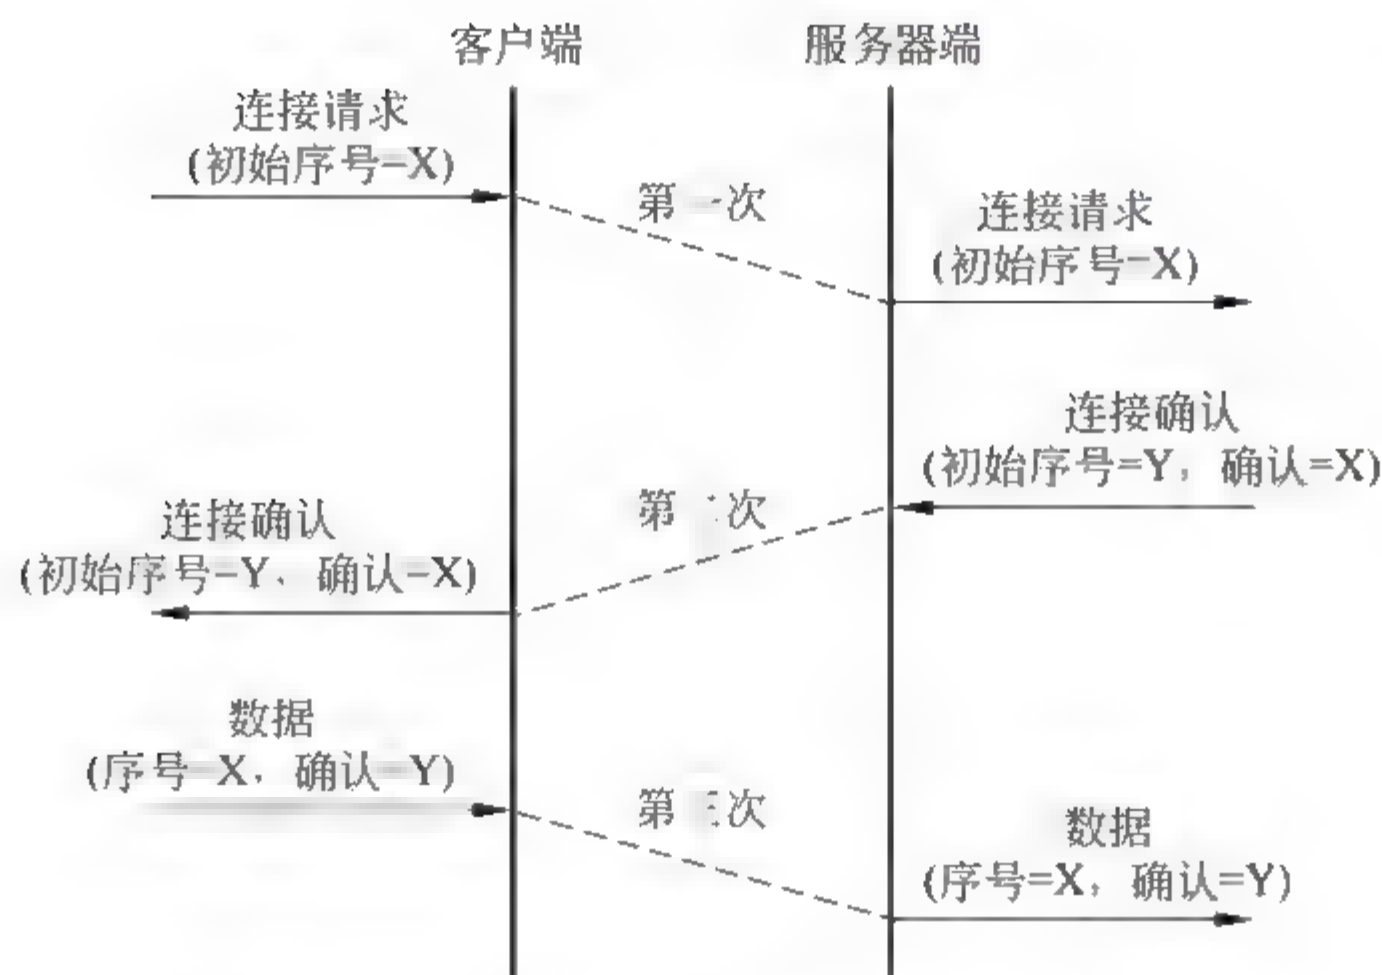 客户端
服务器端
连接请求
(初始序号=X)
第一次
连接请求
(初始序号=X)
连接确认
(初始序号=Y，确认=X)
第二次
连接确认
(初始序号=Y，确认=X)
数据
(序号=X，确认=Y)
第三次
数据
(序号=X，确认=Y)